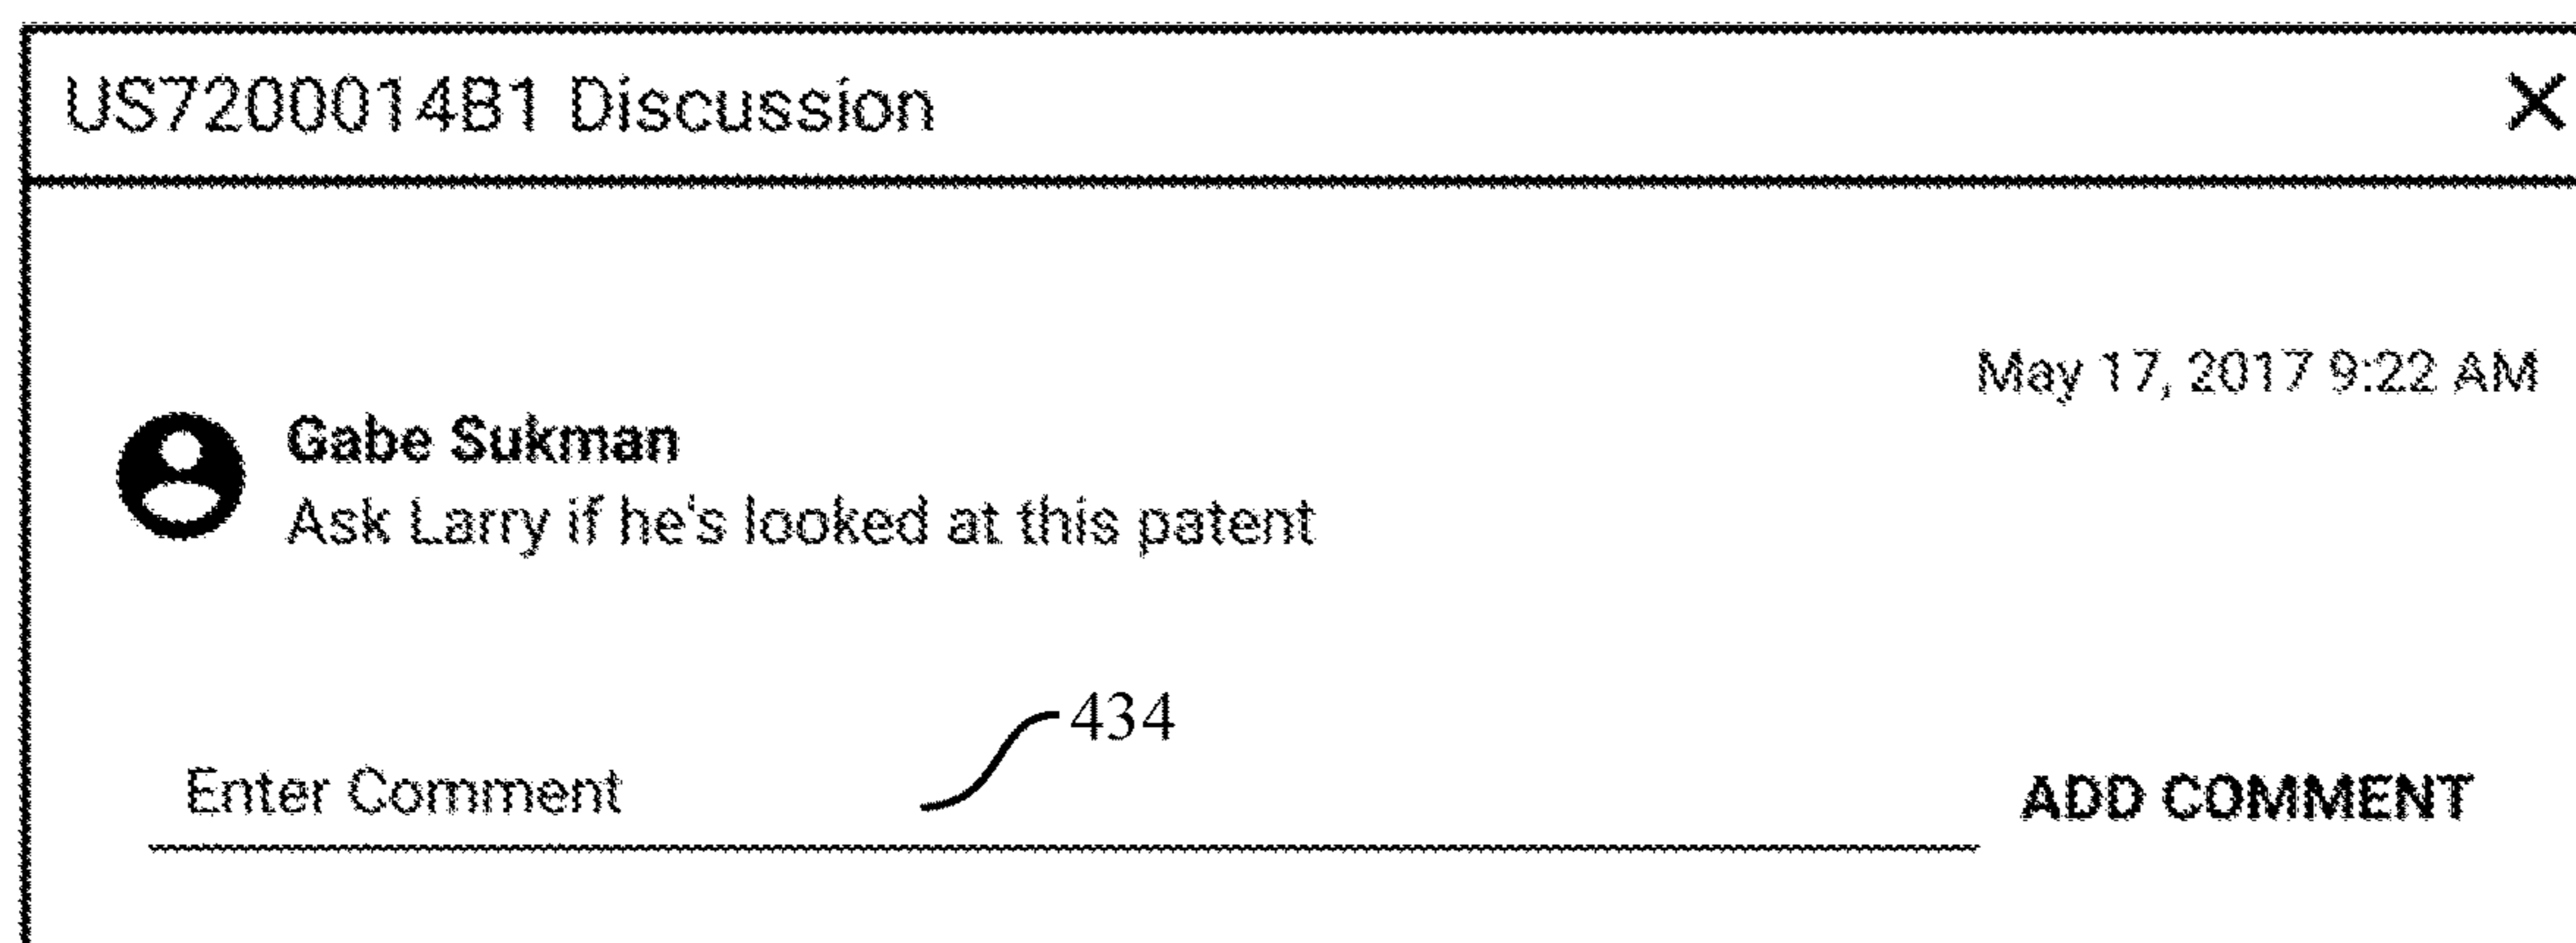 US7200014B1 Discussion ×
May 17, 2017 9:22 AM
Gabe Sukman
Ask Larry if he's looked at this patent
434
Enter Comment ADD COMMENT